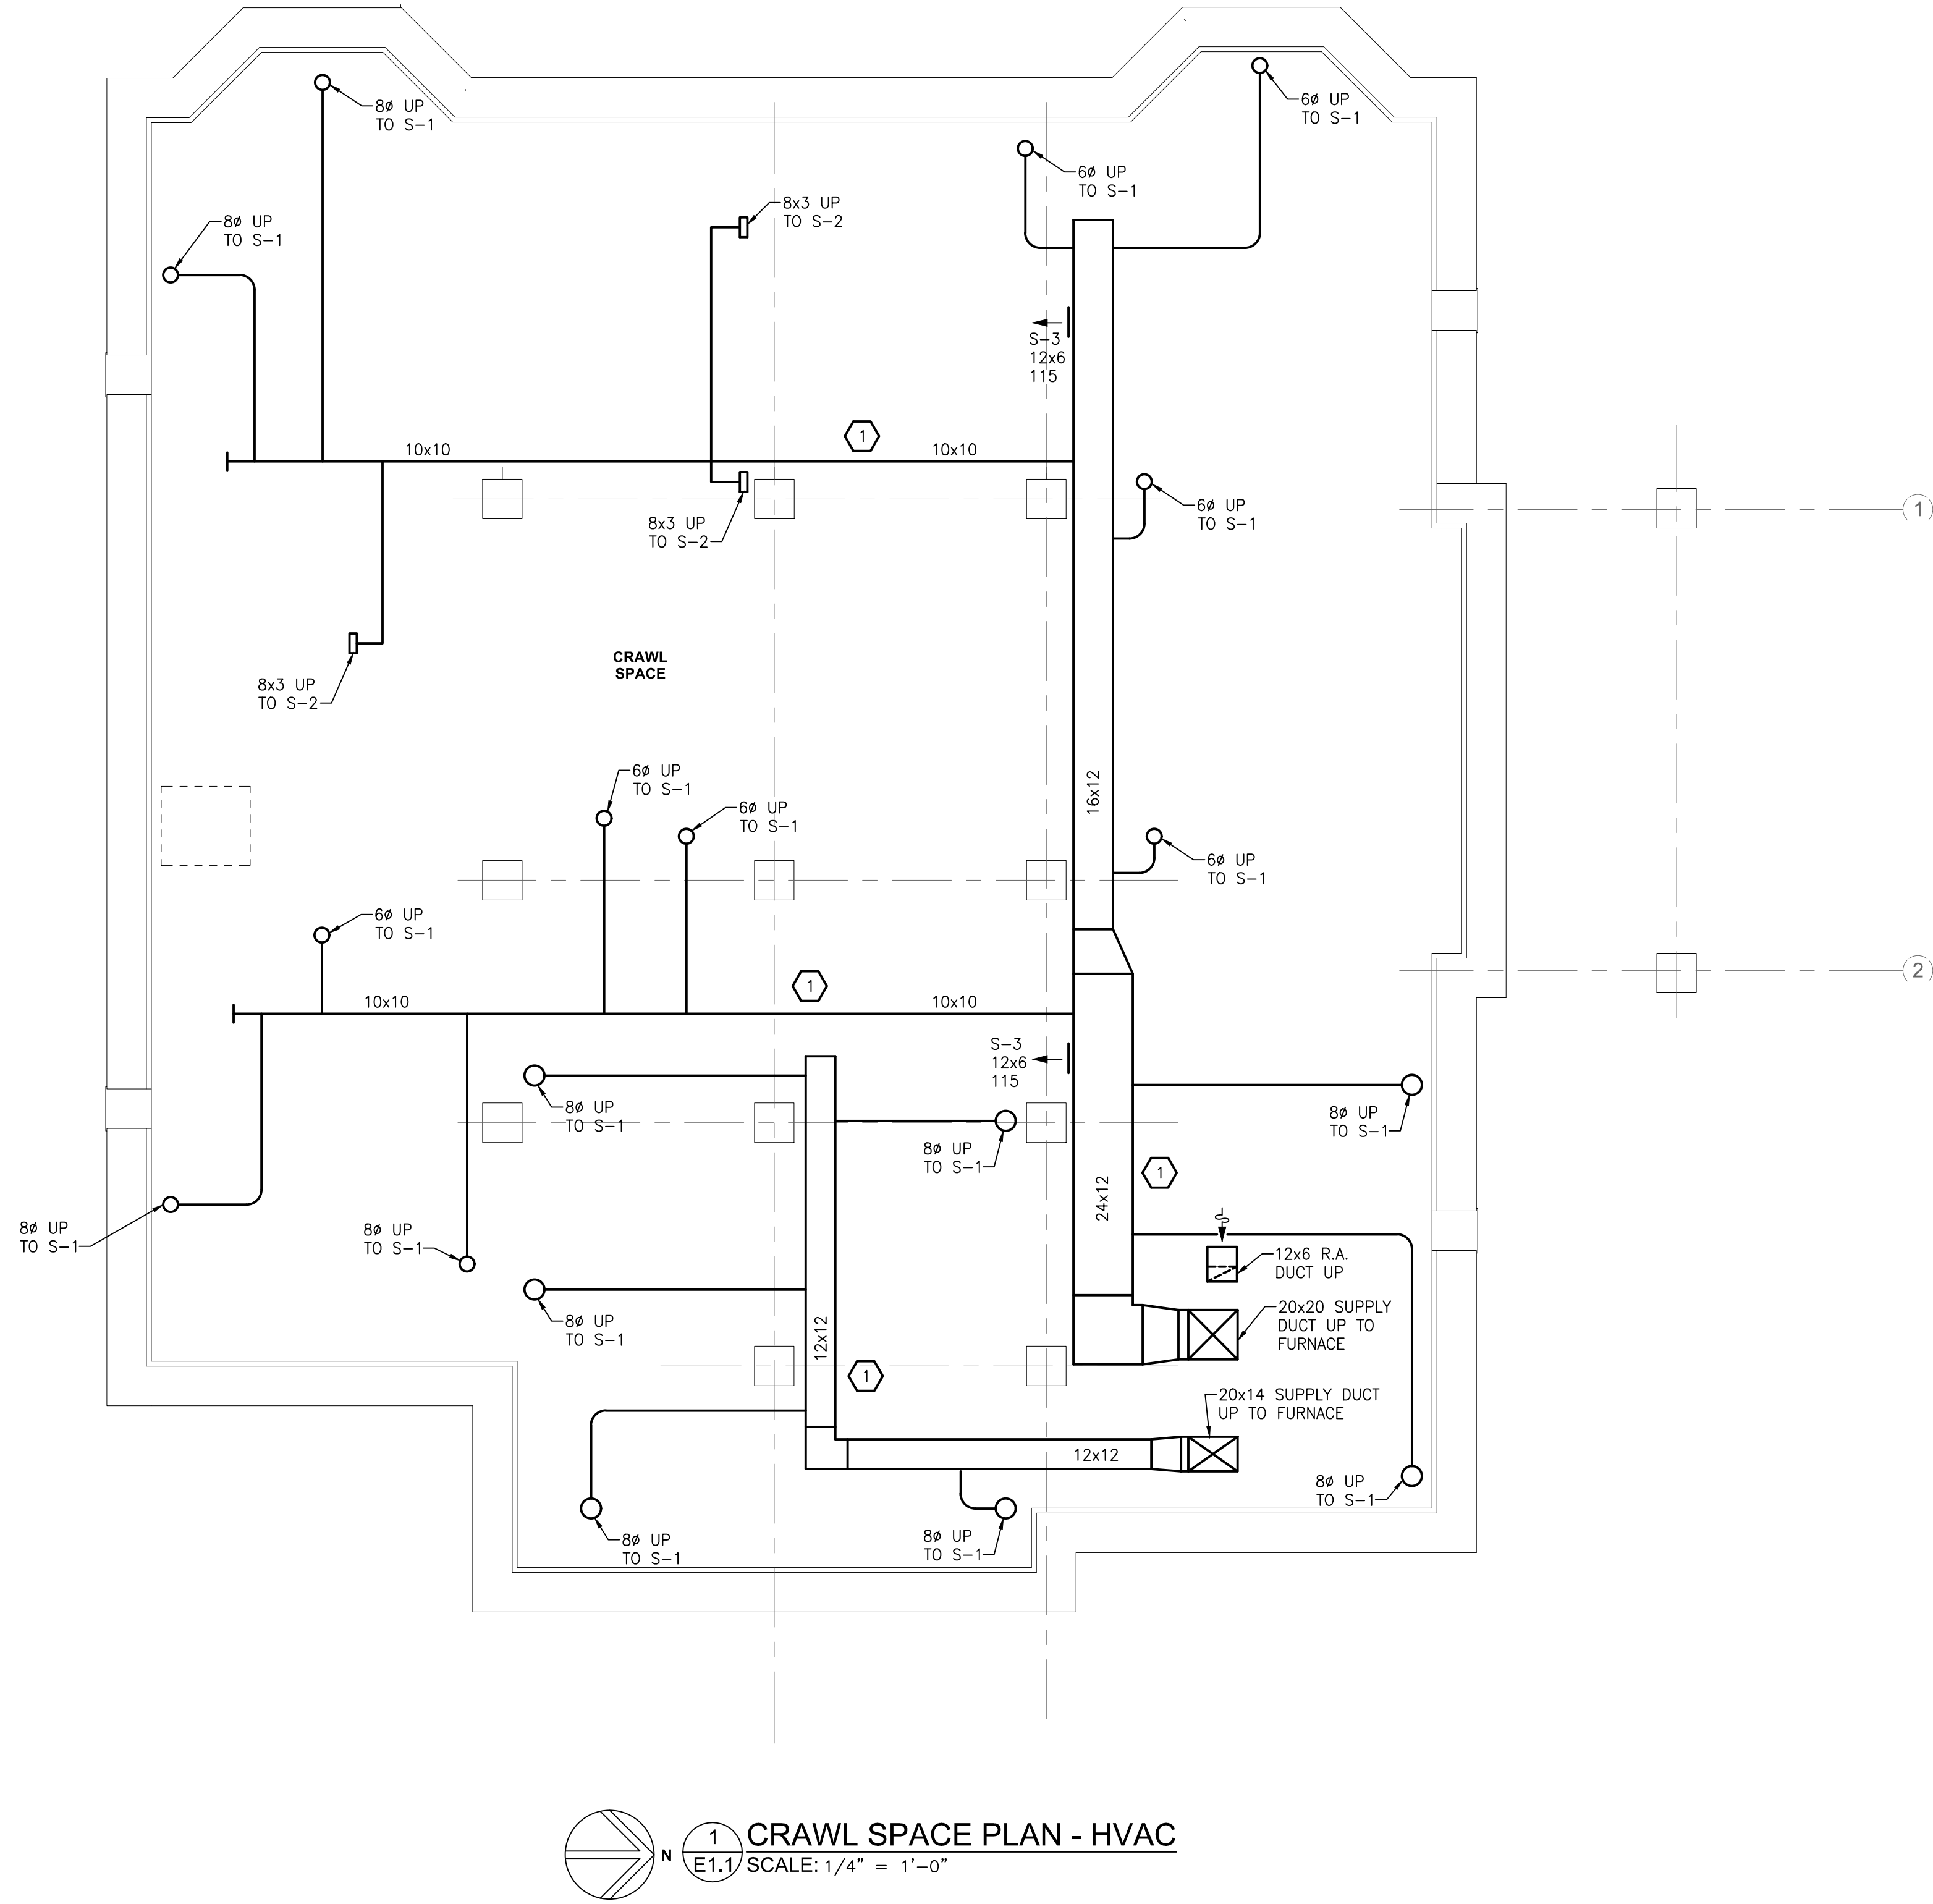 8ø UP
TO S-1
6ø UP
TO S-1
6ø UP
TO S-1
8x3 UP
TO S-2
8ø UP
TO S-1
S-3
12x6
115
10x10
1
10x10
6ø UP
TO S-1
1
8x3 UP
TO S-2
CRAWL
SPACE
8x3 UP
TO S-2
6ø UP
TO S-1
16x12
6ø UP
TO S-1
6ø UP
TO S-1
6ø UP
TO S-1
2
1
10x10
10x10
S-3
12x6
115
8ø UP
TO S-1
8ø UP
TO S-1
8ø UP
TO S-1
1
24x12
8ø UP
TO S-1
8ø UP
TO S-1
12x6 R.A.
DUCT UP
20x20 SUPPLY
DUCT UP TO
FURNACE
8ø UP
TO S-1
12x12
1
20x14 SUPPLY DUCT
UP TO FURNACE
12x12
8ø UP
TO S-1
8ø UP
TO S-1
8ø UP
TO S-1
N
1
E1.1
CRAWL SPACE PLAN - HVAC
SCALE: 1/4" = 1'-0"